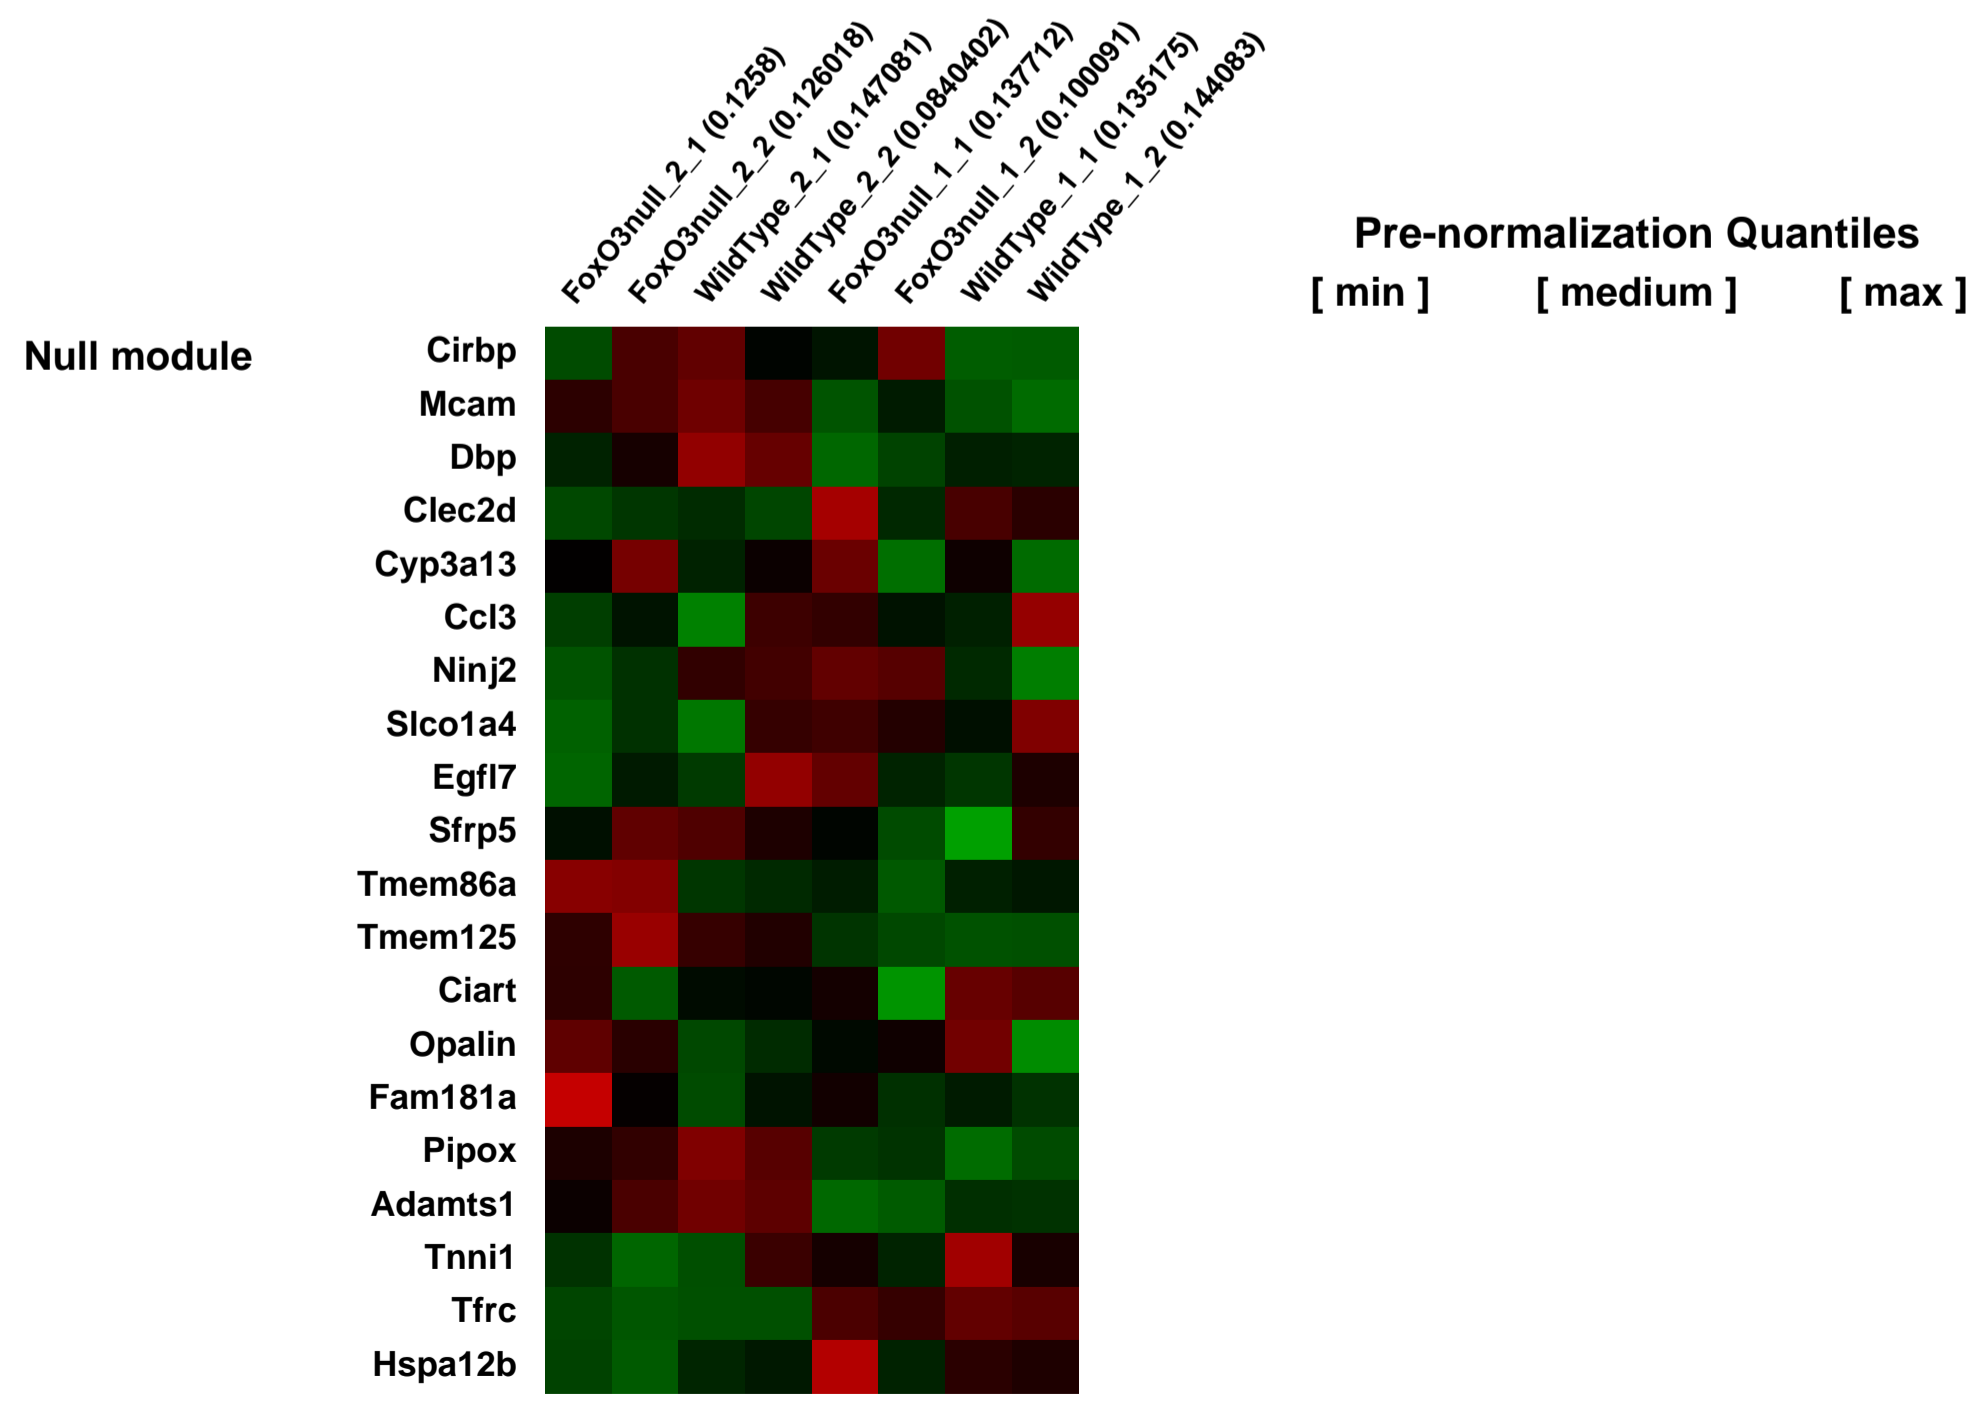 FoxO3null_2_1 (0.1258)
FoxO3null_2_2 (0.126018)
WildType_2_1 (0.147081)
WildType_2_2 (0.0840402)
FoxO3null_1_1 (0.137712)
FoxO3null_1_2 (0.100091)
WildType_1_1 (0.135175)
WildType_1_2 (0.144083)
Pre-normalization Quantiles
[ min ] [ medium ] [ max ]
Null module
Cirbp
Mcam
Dbp
Clec2d
Cyp3a13
Ccl3
Ninj2
Slco1a4
Egfl7
Sfrp5
Tmem86a
Tmem125
Ciart
Opalin
Fam181a
Pipox
Adamts1
Tnni1
Tfrc
Hspa12b